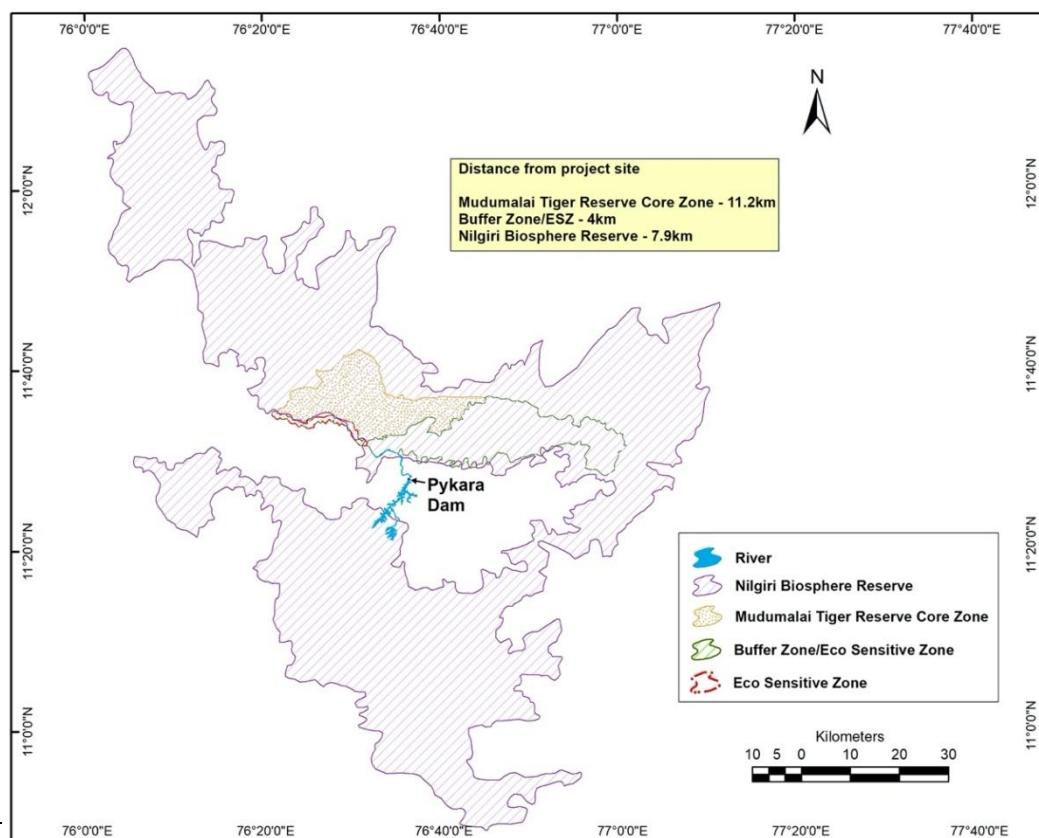 76°0'0"E 76°20'0"E 76°40'0"E 77°0'0"E 77°20'0"E 77°40'0"E
N
Distance from project site
Mudumalai Tiger Reserve Core Zone - 11.2km
Buffer Zone/ESZ - 4km
Nilgiri Biosphere Reserve - 7.9km
12°0'0"N 12°0'0"N
11°40'0"N 11°40'0"N
Pykara
Dam
11°20'0"N 11°20'0"N
River
Nilgiri Biosphere Reserve
Mudumalai Tiger Reserve Core Zone
Buffer Zone/Eco Sensitive Zone
Eco Sensitive Zone
11°0'0"N 11°0'0"N
Kilometers
10 5 0 10 20 30
76°0'0"E 76°20'0"E 76°40'0"E 77°0'0"E 77°20'0"E 77°40'0"E